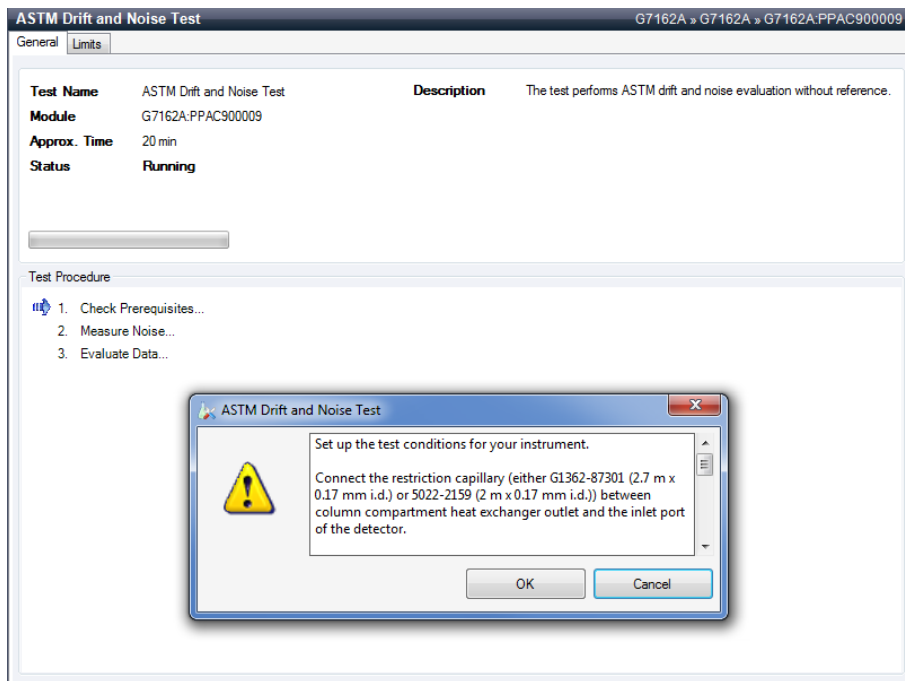 ASTM Drift and Noise Test G7162A » G7162A » G7162A:PPAC900009
General Limits
Test Name ASTM Drift and Noise Test Description The test performs ASTM drift and noise evaluation without reference.
Module G7162A:PPAC900009
Approx. Time 20 min
Status Running
Test Procedure
1. Check Prerequisites...
2. Measure Noise...
3. Evaluate Data...
ASTM Drift and Noise Test
Set up the test conditions for your instrument.
Connect the restriction capillary (either G1362-87301 (2.7 m x
0.17 mm i.d.) or 5022-2159 (2 m x 0.17 mm i.d.)) between
column compartment heat exchanger outlet and the inlet port
of the detector.
OK Cancel